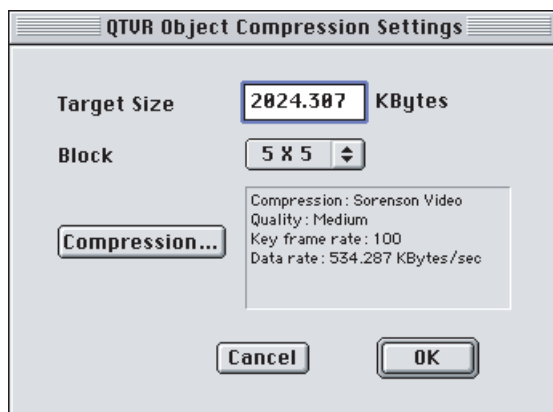 QTVR Object Compression Settings
Target Size 2024.307 KBytes
Block 5 X 5
Compression: Sorenson Video
Quality: Medium
Compression... Key frame rate: 100
Data rate: 534.287 KBytes/sec
Cancel OK